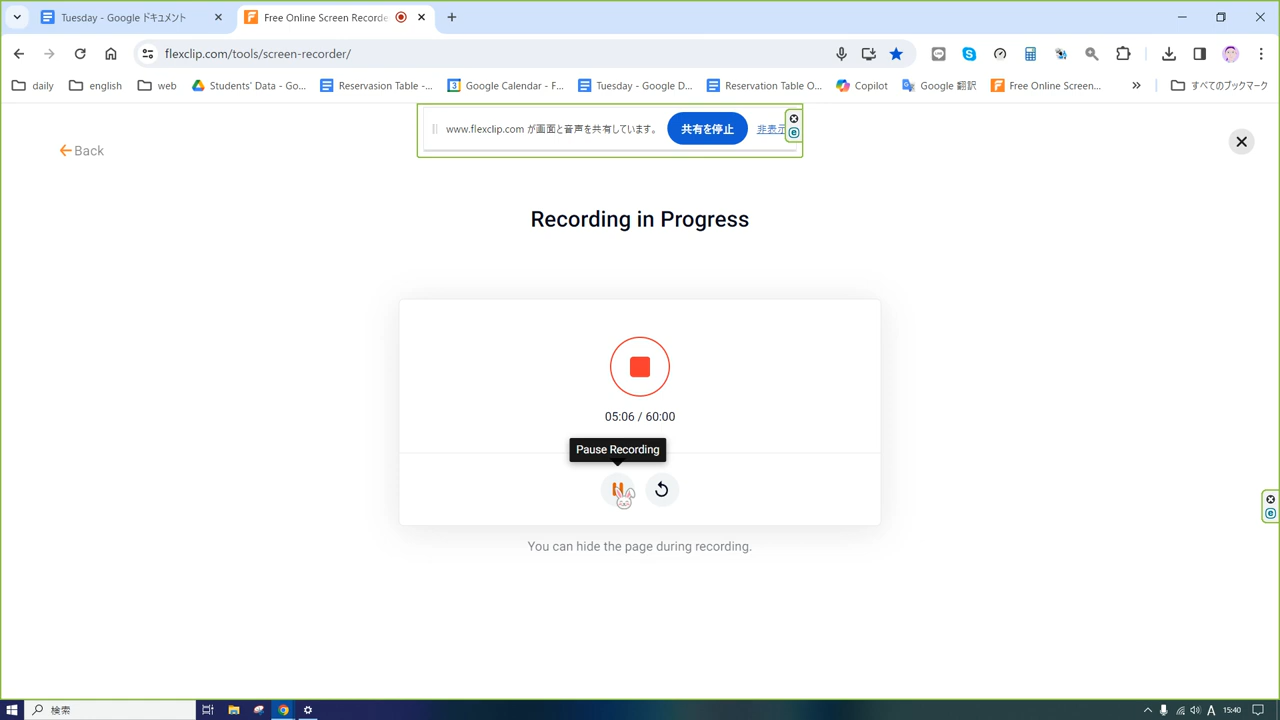 Tuesday - Google ドキュメント
Free Online Screen Recorde
flexclip.com/tools/screen-recorder/
daily
english
web
Students' Data - Go...
Reservasion Table -...
Google Calendar - F...
Tuesday - Google D...
Reservation Table O...
Copilot
Google 翻訳
Free Online Screen...
»
すべてのブックマーク
www.flexclip.com が画面と音声を共有しています。
共有を停止
非表示
Back
Recording in Progress
05:06 / 60:00
Pause Recording
You can hide the page during recording.
検索
A
15:40